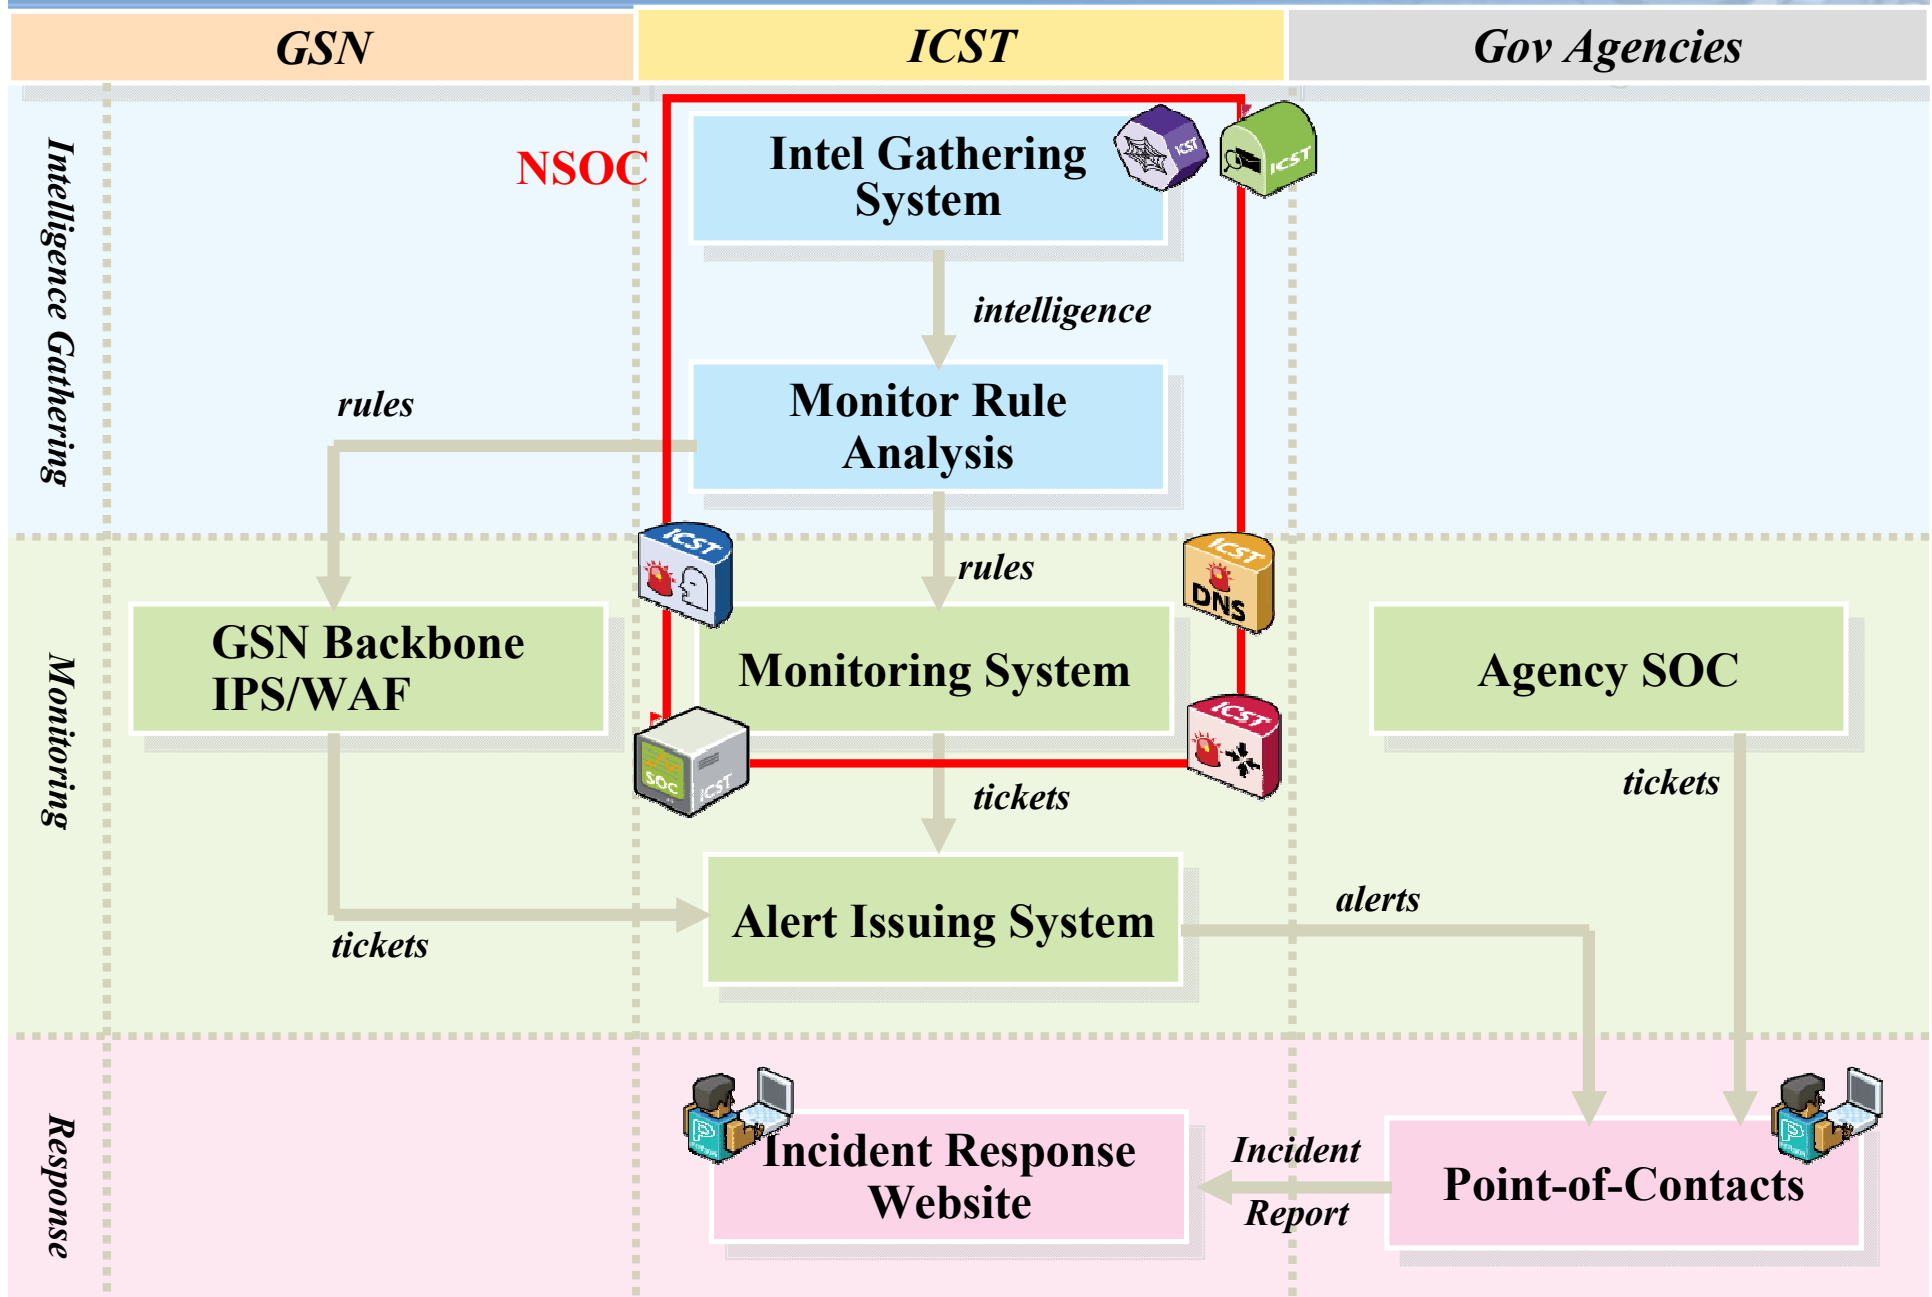 GSN
ICST
Gov Agencies
Intelligence Gathering
NSOC
Intel Gathering
System
ICST
ICST
intelligence
rules
Monitor Rule
Analysis
Monitoring
ICST
rules
ICST
DNS
GSN Backbone
IPS/WAF
Monitoring System
Agency SOC
SOC
ICST
ICST
tickets
tickets
tickets
Alert Issuing System
alerts
Response
P
Incident Response
Website
Incident
Report
P
Point-of-Contacts